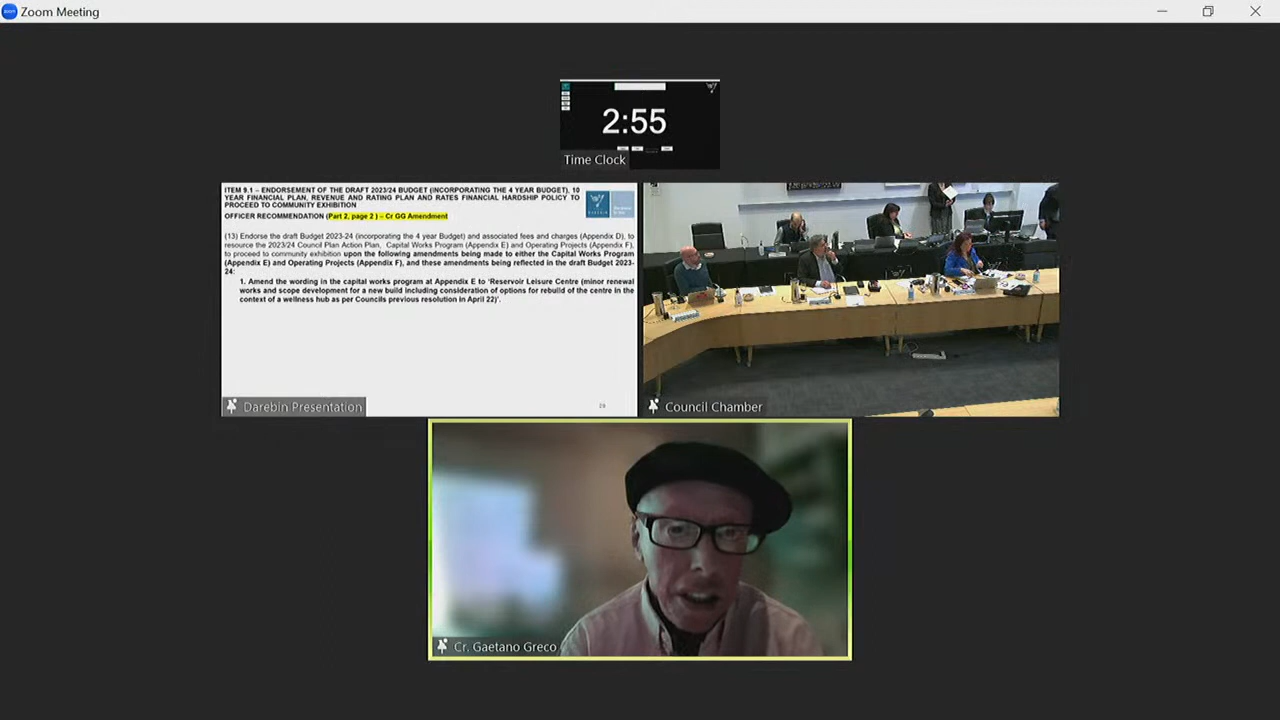 Zoom Meeting
2:55
Time Clock
ITEM 9.1 – ENDORSEMENT OF THE DRAFT 2023/24 BUDGET (INCORPORATING THE 4 YEAR BUDGET), 10
YEAR FINANCIAL PLAN, REVENUE AND RATING PLAN AND RATES FINANCIAL HARDSHIP POLICY TO
PROCEED TO COMMUNITY EXHIBITION
OFFICER RECOMMENDATION (Part 2, page 2 ) – Cr GG Amendment
(13) Endorse the draft Budget 2023-24 (incorporating the 4 year Budget) and associated fees and charges (Appendix D), to
resource the 2023/24 Council Plan Action Plan, Capital Works Program (Appendix E) and Operating Projects (Appendix F),
to proceed to community exhibition upon the following amendments being made to either the Capital Works Program
(Appendix E) and Operating Projects (Appendix F), and these amendments being reflected in the draft Budget 2023-
24:
1. Amend the wording in the capital works program at Appendix E to 'Reservoir Leisure Centre (minor renewal
works and scope development for a new build including consideration of options for rebuild of the centre in the
context of a wellness hub as per Councils previous resolution in April 22)'.
Darebin Presentation
Council Chamber
Cr. Gaetano Greco